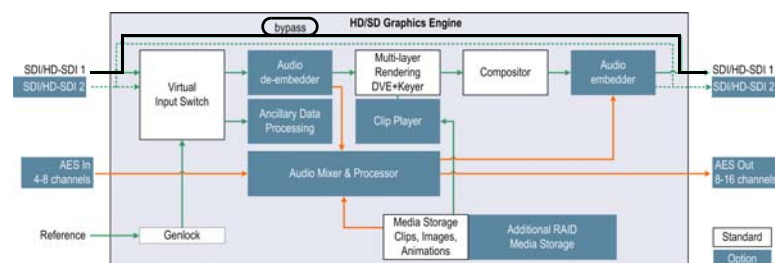 HD/SD Graphics Engine
bypass
SDI/HD-SDI 1
SDI/HD-SDI 2
Virtual
Input Switch
Audio
de-embedder
Multi-layer
Rendering
DVE+Keyer
Compositor
Audio
embedder
SDI/HD-SDI 1
SDI/HD-SDI 2
Ancillary Data
Processing
Clip Player
AES In
4-8 channels
Audio Mixer & Processor
AES Out
8-16 channels
Reference
Genlock
Media Storage
Clips, Images,
Animations
Additional RAID
Media Storage
Standard
Option